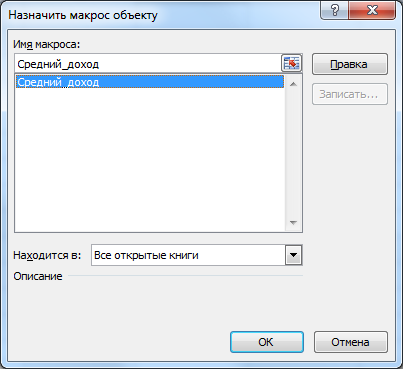 Назначить макрос объекту
Имя макроса:
Средний_доход
Правка
Средний_доход
Записать...
Находится в:
Все открытые книги
Описание
ОК
Отмена